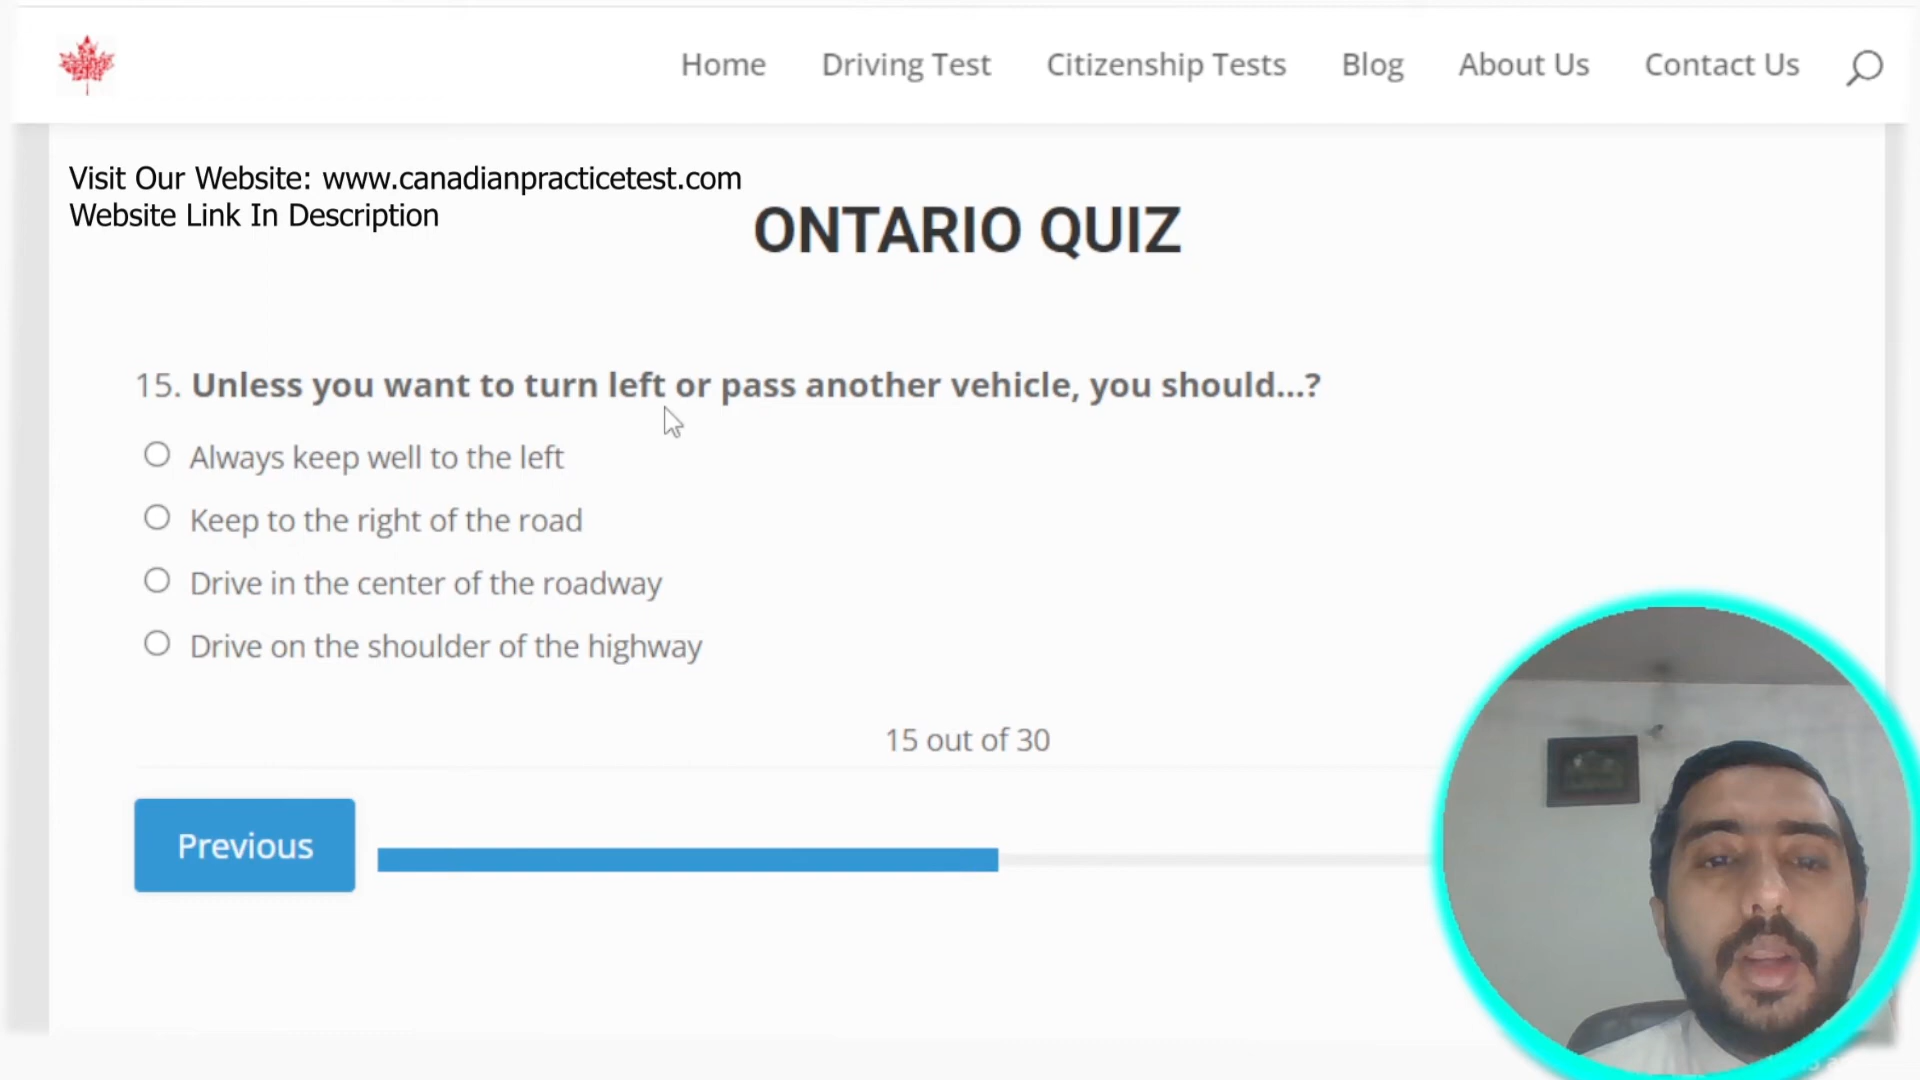 Home Driving Test Citizenship Tests Blog About Us Contact Us
Visit Our Website: www.canadianpracticetest.com
Website Link In Description
ONTARIO QUIZ
15. Unless you want to turn left or pass another vehicle, you should...?
Always keep well to the left
Keep to the right of the road
Drive in the center of the roadway
Drive on the shoulder of the highway
15 out of 30
Previous